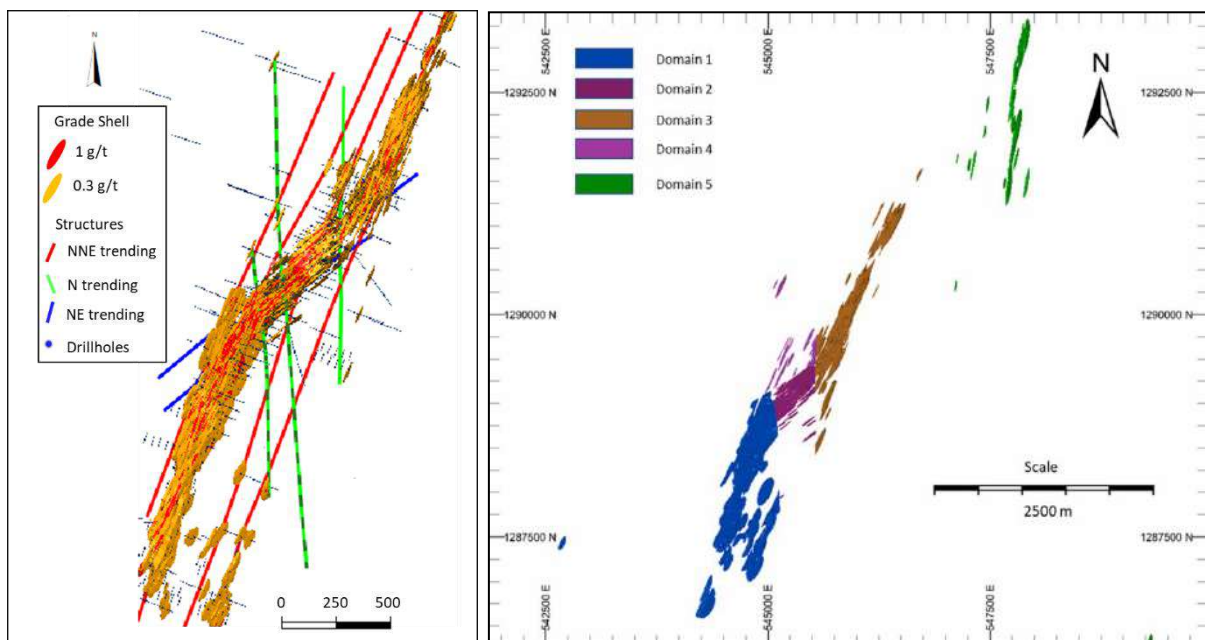 Grade Shell
1 g/t
0.3 g/t
Structures
NNE trending
N trending
NE trending
Drillholes
0 250 500
542500 E
545000 E
547500 E
Domain 1
Domain 2
Domain 3
Domain 4
Domain 5
N
1292500 N
1292500 N
1290000 N
1290000 N
Scale
2500 m
1287500 N
1287500 N
542500 E
545000 E
547500 E